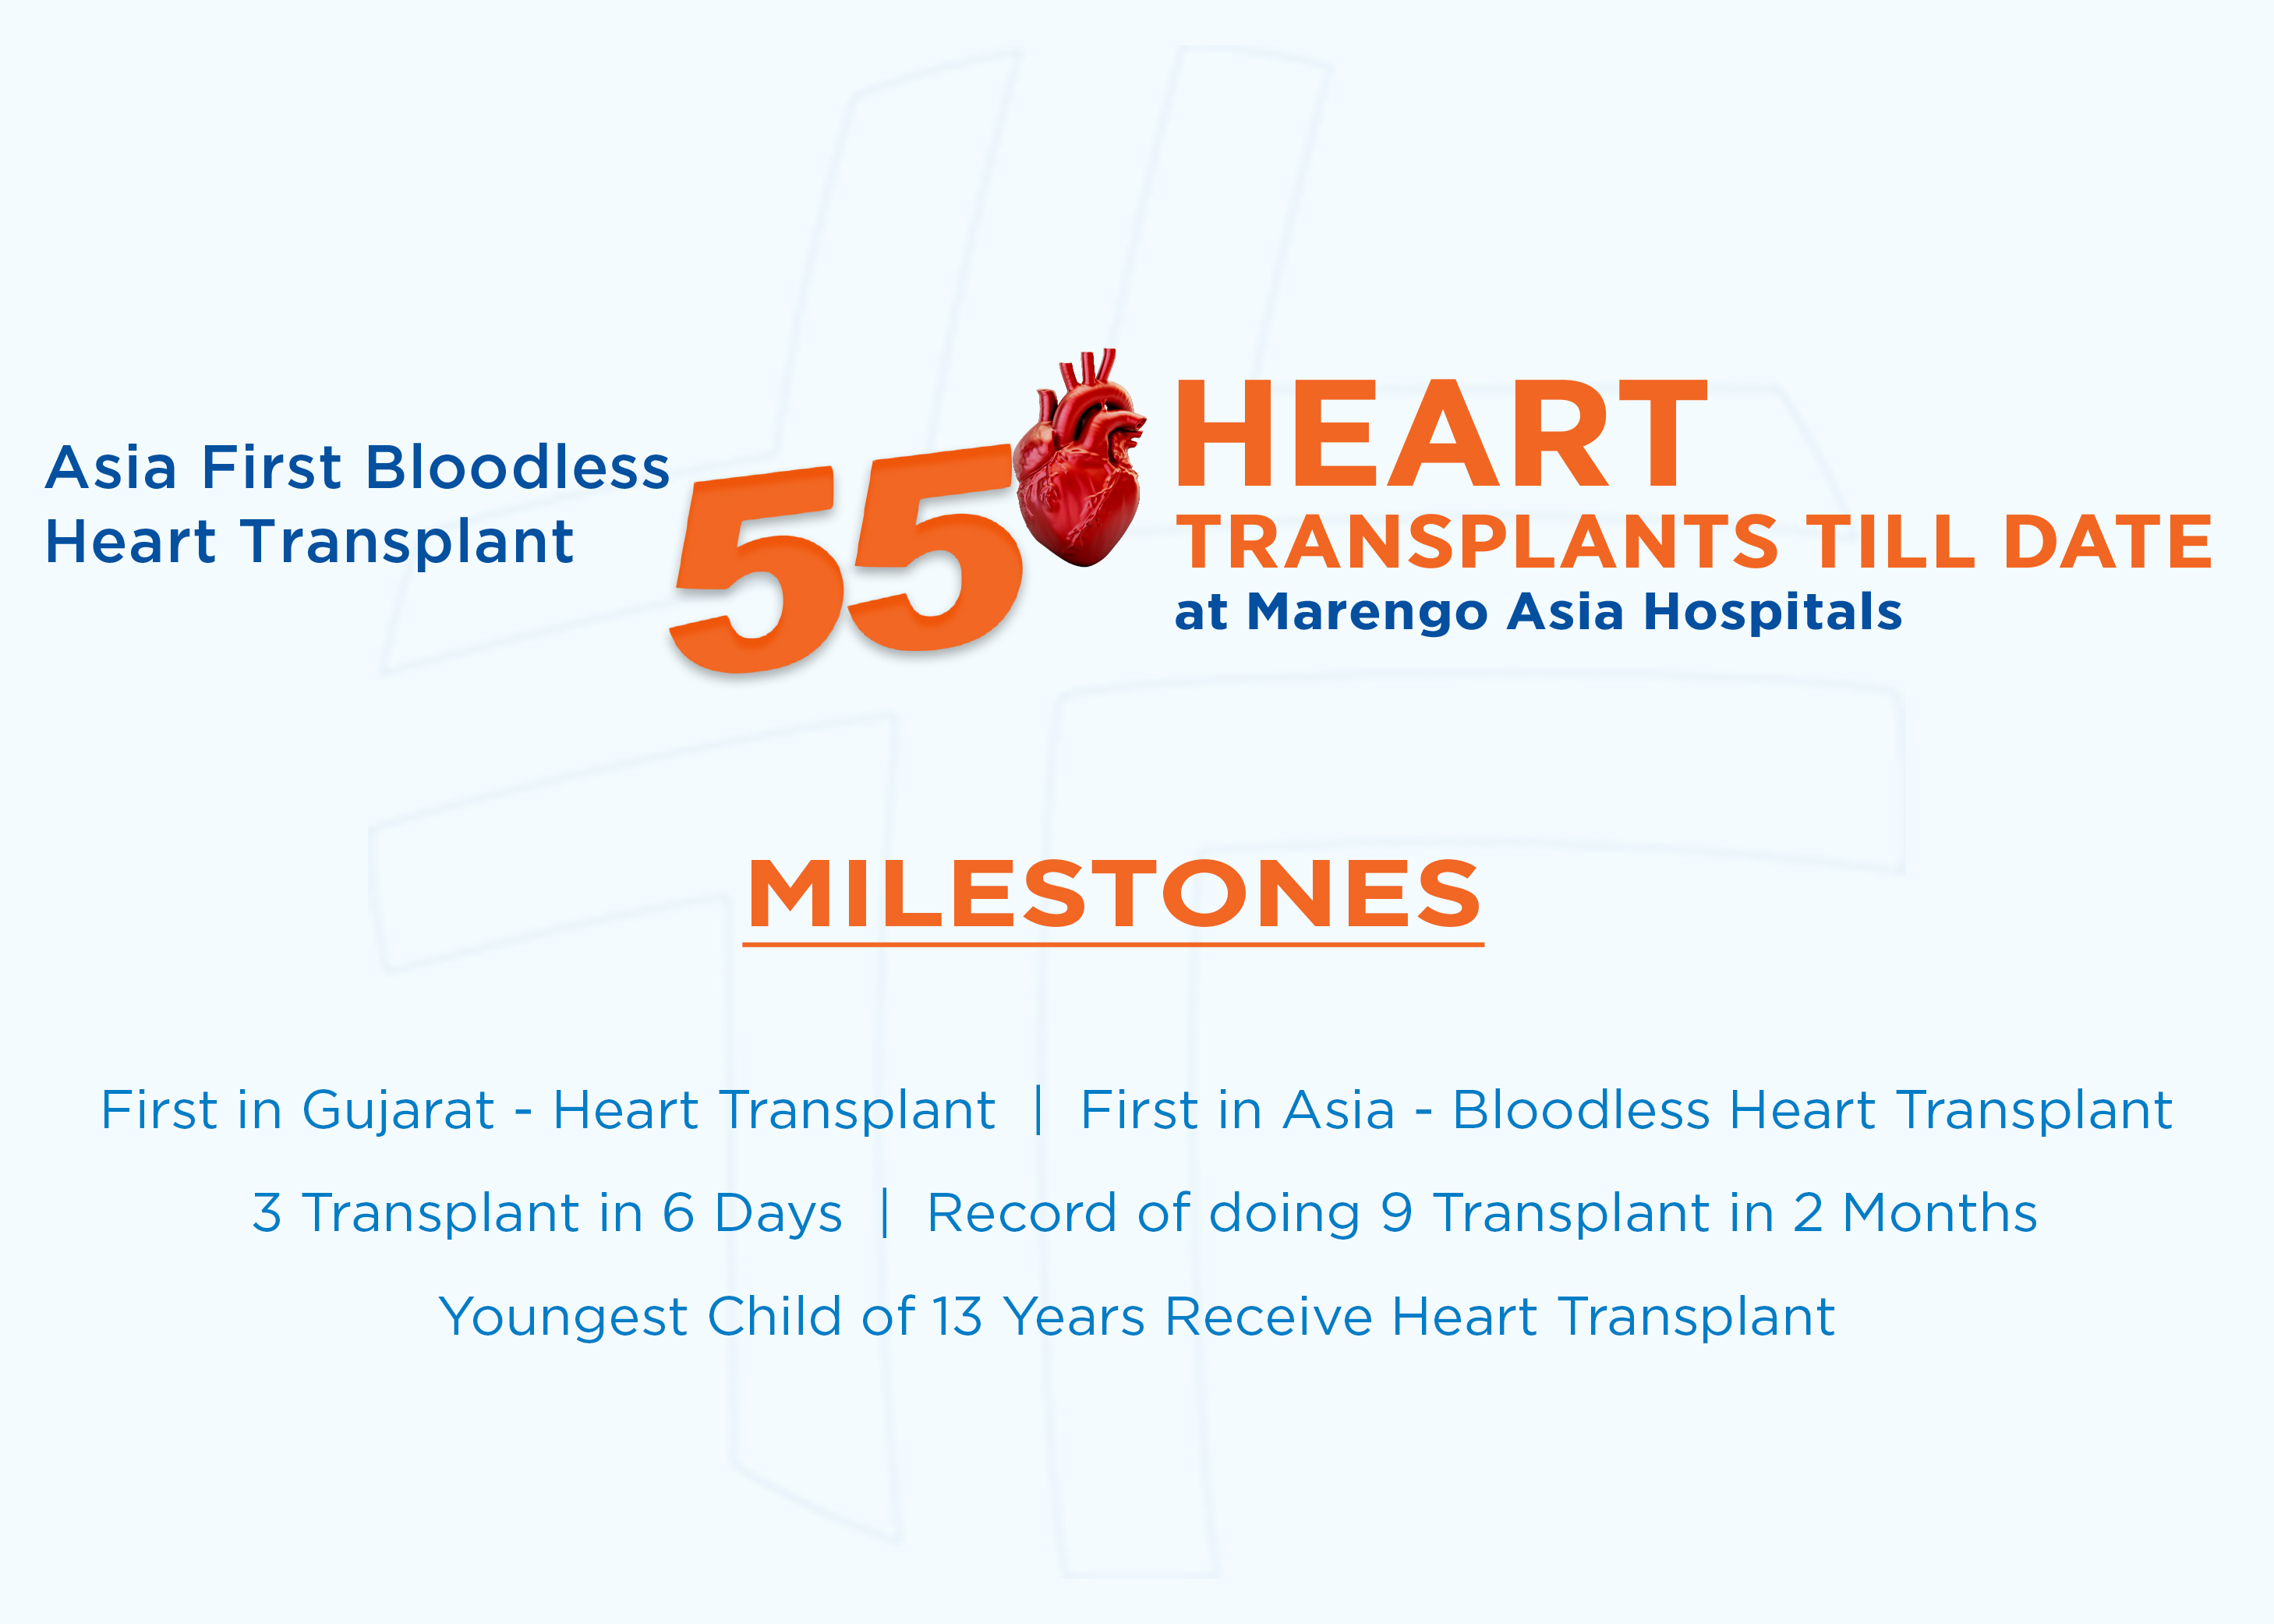 Asia First Bloodless
Heart Transplant
55
HEART
TRANSPLANTS TILL DATE
at Marengo Asia Hospitals
MILESTONES
First in Gujarat - Heart Transplant | First in Asia - Bloodless Heart Transplant
3 Transplant in 6 Days | Record of doing 9 Transplant in 2 Months
Youngest Child of 13 Years Receive Heart Transplant